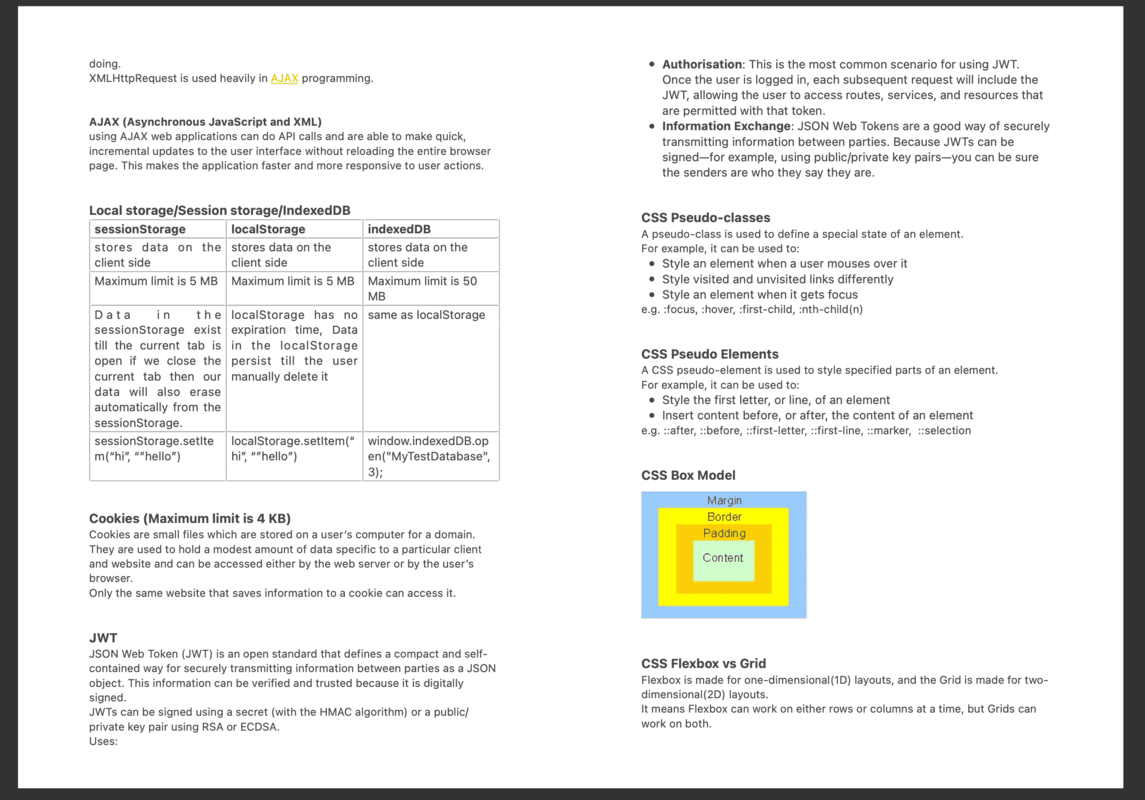 doing.
XMLHttpRequest is used heavily in AJAX programming.
AJAX (Asynchronous JavaScript and XML)
using AJAX web applications can do API calls and are able to make quick,
incremental updates to the user interface without reloading the entire browser
page. This makes the application faster and more responsive to user actions.
Local storage/Session storage/IndexedDB
sessionStorage
localStorage
indexedDB
stores data on the
client side
stores data on the
client side
stores data on the
client side
Maximum limit is 5 MB
Maximum limit is 5 MB
Maximum limit is 50
MB
Data in the
sessionStorage exist
till the current tab is
open if we close the
current tab then our
data will also erase
automatically from the
sessionStorage.
localStorage has no
expiration time, Data
in the localStorage
persist till the user
manually delete it
same as localStorage
sessionStorage.setIte
m(“hi”, “”hello”)
localStorage.setItem(“
hi”, “”hello”)
window.indexedDB.op
en("MyTestDatabase",
3);
Cookies (Maximum limit is 4 KB)
Cookies are small files which are stored on a user’s computer for a domain.
They are used to hold a modest amount of data specific to a particular client
and website and can be accessed either by the web server or by the user’s
browser.
Only the same website that saves information to a cookie can access it.
JWT
JSON Web Token (JWT) is an open standard that defines a compact and self-
contained way for securely transmitting information between parties as a JSON
object. This information can be verified and trusted because it is digitally
signed.
JWTs can be signed using a secret (with the HMAC algorithm) or a public/
private key pair using RSA or ECDSA.
Uses:
• Authorisation: This is the most common scenario for using JWT.
Once the user is logged in, each subsequent request will include the
JWT, allowing the user to access routes, services, and resources that
are permitted with that token.
• Information Exchange: JSON Web Tokens are a good way of securely
transmitting information between parties. Because JWTs can be
signed—for example, using public/private key pairs—you can be sure
the senders are who they say they are.
CSS Pseudo-classes
A pseudo-class is used to define a special state of an element.
For example, it can be used to:
• Style an element when a user mouses over it
• Style visited and unvisited links differently
• Style an element when it gets focus
e.g. :focus, :hover, :first-child, :nth-child(n)
CSS Pseudo Elements
A CSS pseudo-element is used to style specified parts of an element.
For example, it can be used to:
• Style the first letter, or line, of an element
• Insert content before, or after, the content of an element
e.g. ::after, ::before, ::first-letter, ::first-line, ::marker, ::selection
CSS Box Model
Margin
Border
Padding
Content
CSS Flexbox vs Grid
Flexbox is made for one-dimensional(1D) layouts, and the Grid is made for two-
dimensional(2D) layouts.
It means Flexbox can work on either rows or columns at a time, but Grids can
work on both.